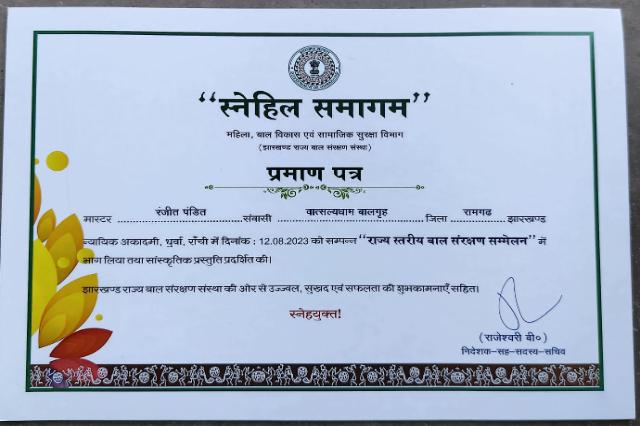 “स्नेहिल समागम”
महिला, बाल विकास एवं सामाजिक सुरक्षा विभाग
(झारखण्ड राज्य बाल संरक्षण संस्था)
प्रमाण पत्र
मास्टर रंजीत पंडित संवासी वात्सल्यधाम बालगृह जिला रामगढ झारखण्ड
न्यायिक अकादमी, धुर्वा, राँची में दिनांक : 12.08.2023 को सम्पन्न “राज्य स्तरीय बाल संरक्षण सम्मेलन” में
भाग लिया तथा सांस्कृतिक प्रस्तुति प्रदर्शित की।
झारखण्ड राज्य बाल संरक्षण संस्था की ओर से उज्ज्वल, सुखद एवं सफलता की शुभकामनाएँ सहित।
स्नेहयुक्त!
(राजेश्वरी बी०)
निदेशक-सह-सदस्य-सचिव